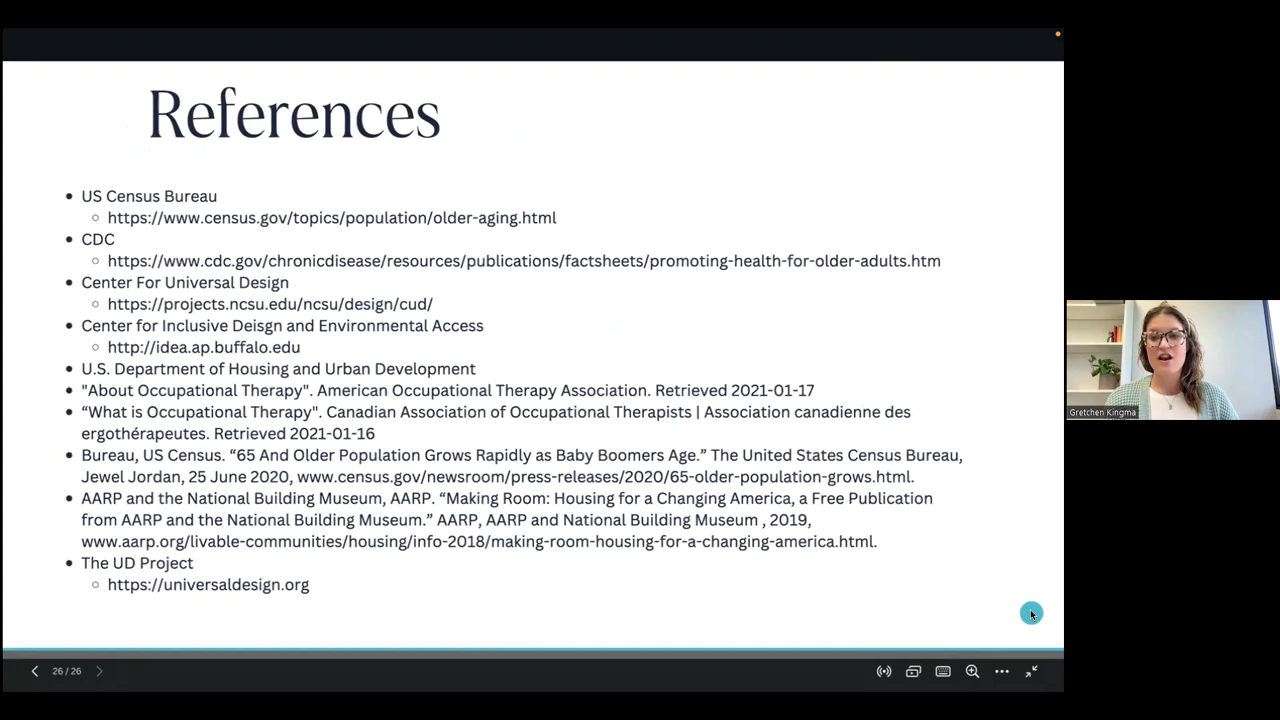 References
US Census Bureau
https://www.census.gov/topics/population/older-aging.html
CDC
https://www.cdc.gov/chronicdisease/resources/publications/factsheets/promoting-health-for-older-adults.htm
Center For Universal Design
https://projects.ncsu.edu/ncsu/design/cud/
Center for Inclusive Deisgn and Environmental Access
http://idea.ap.buffalo.edu
U.S. Department of Housing and Urban Development
"About Occupational Therapy". American Occupational Therapy Association. Retrieved 2021-01-17
“What is Occupational Therapy". Canadian Association of Occupational Therapists | Association canadienne des
ergothérapeutes. Retrieved 2021-01-16
Bureau, US Census. “65 And Older Population Grows Rapidly as Baby Boomers Age.” The United States Census Bureau,
Jewel Jordan, 25 June 2020, www.census.gov/newsroom/press-releases/2020/65-older-population-grows.html.
AARP and the National Building Museum, AARP. “Making Room: Housing for a Changing America, a Free Publication
from AARP and the National Building Museum.” AARP, AARP and National Building Museum , 2019,
www.aarp.org/livable-communities/housing/info-2018/making-room-housing-for-a-changing-america.html.
The UD Project
https://universaldesign.org
26 / 26
Gretchen Kingma